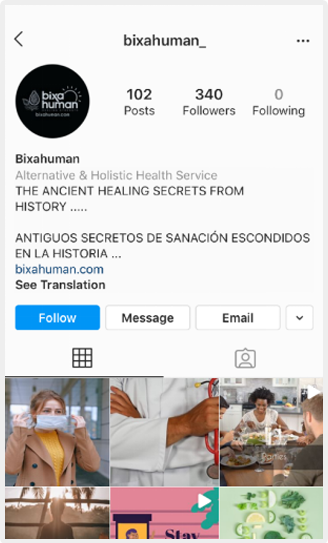 bixahuman_
bixa
human
bixahuman.com
102
340
0
Posts
Followers
Following
Bixahuman
Alternative & Holistic Health Service
THE ANCIENT HEALING SECRETS FROM
HISTORY .....
ANTIGUOS SECRETOS DE SANACIÓN ESCONDIDOS
EN LA HISTORIA ...
bixahuman.com
See Translation
Follow
Message
Email
Stay